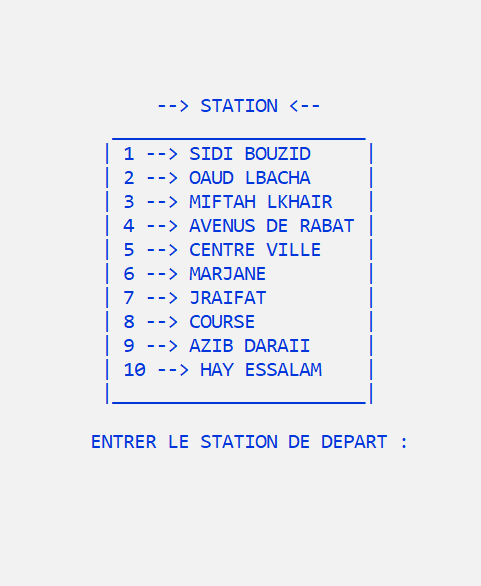 --> STATION <--
1 --> SIDI BOUZID
2 --> OAUD LBACHA
3 --> MIFTAH LKHAIR
4 --> AVENUS DE RABAT
5 --> CENTRE VILLE
6 --> MARJANE
7 --> JRAIFAT
8 --> COURSE
9 --> AZIB DARAII
10 --> HAY ESSALAM
ENTRER LE STATION DE DEPART :